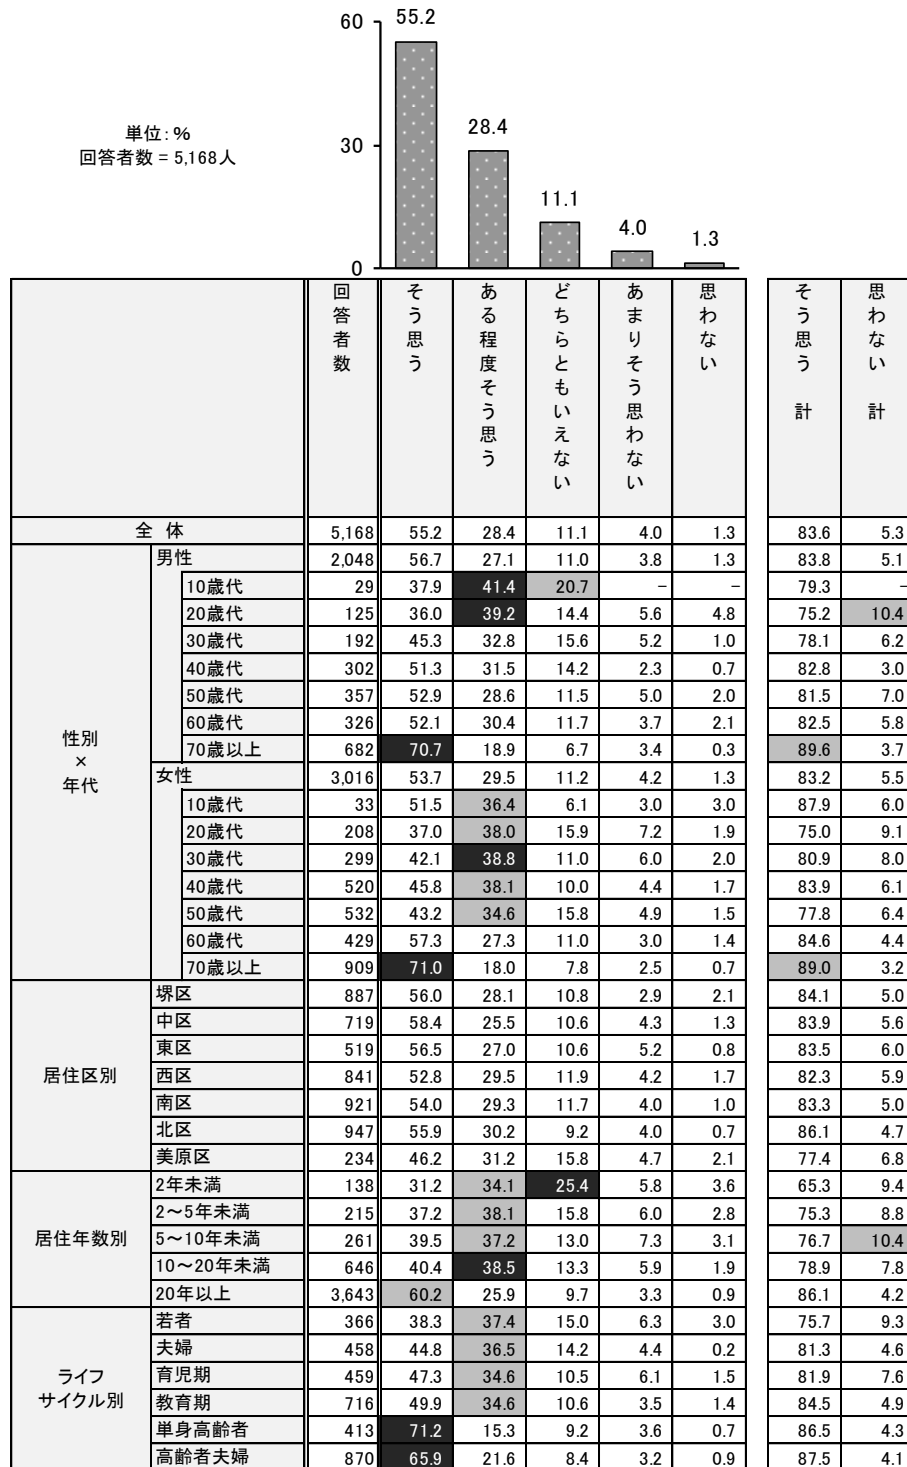 60
55.2
単位：％
回答者数 = 5,168人
30
28.4
11.1
4.0
1.3
0
回答者数 そう思う ある程度そう思う どちらともいえない あまりそう思わない 思わない そう思う 計 思わない 計
全 体 5,168 55.2 28.4 11.1 4.0 1.3 83.6 5.3
性別×年代
男性 2,048 56.7 27.1 11.0 3.8 1.3 83.8 5.1
10歳代 29 37.9 41.4 20.7 － － 79.3 －
20歳代 125 36.0 39.2 14.4 5.6 4.8 75.2 10.4
30歳代 192 45.3 32.8 15.6 5.2 1.0 78.1 6.2
40歳代 302 51.3 31.5 14.2 2.3 0.7 82.8 3.0
50歳代 357 52.9 28.6 11.5 5.0 2.0 81.5 7.0
60歳代 326 52.1 30.4 11.7 3.7 2.1 82.5 5.8
70歳以上 682 70.7 18.9 6.7 3.4 0.3 89.6 3.7
女性 3,016 53.7 29.5 11.2 4.2 1.3 83.2 5.5
10歳代 33 51.5 36.4 6.1 3.0 3.0 87.9 6.0
20歳代 208 37.0 38.0 15.9 7.2 1.9 75.0 9.1
30歳代 299 42.1 38.8 11.0 6.0 2.0 80.9 8.0
40歳代 520 45.8 38.1 10.0 4.4 1.7 83.9 6.1
50歳代 532 43.2 34.6 15.8 4.9 1.5 77.8 6.4
60歳代 429 57.3 27.3 11.0 3.0 1.4 84.6 4.4
70歳以上 909 71.0 18.0 7.8 2.5 0.7 89.0 3.2
居住区別
堺区 887 56.0 28.1 10.8 2.9 2.1 84.1 5.0
中区 719 58.4 25.5 10.6 4.3 1.3 83.9 5.6
東区 519 56.5 27.0 10.6 5.2 0.8 83.5 6.0
西区 841 52.8 29.5 11.9 4.2 1.7 82.3 5.9
南区 921 54.0 29.3 11.7 4.0 1.0 83.3 5.0
北区 947 55.9 30.2 9.2 4.0 0.7 86.1 4.7
美原区 234 46.2 31.2 15.8 4.7 2.1 77.4 6.8
居住年数別
2年未満 138 31.2 34.1 25.4 5.8 3.6 65.3 9.4
2～5年未満 215 37.2 38.1 15.8 6.0 2.8 75.3 8.8
5～10年未満 261 39.5 37.2 13.0 7.3 3.1 76.7 10.4
10～20年未満 646 40.4 38.5 13.3 5.9 1.9 78.9 7.8
20年以上 3,643 60.2 25.9 9.7 3.3 0.9 86.1 4.2
ライフサイクル別
若者 366 38.3 37.4 15.0 6.3 3.0 75.7 9.3
夫婦 458 44.8 36.5 14.2 4.4 0.2 81.3 4.6
育児期 459 47.3 34.6 10.5 6.1 1.5 81.9 7.6
教育期 716 49.9 34.6 10.6 3.5 1.4 84.5 4.9
単身高齢者 413 71.2 15.3 9.2 3.6 0.7 86.5 4.3
高齢者夫婦 870 65.9 21.6 8.4 3.2 0.9 87.5 4.1